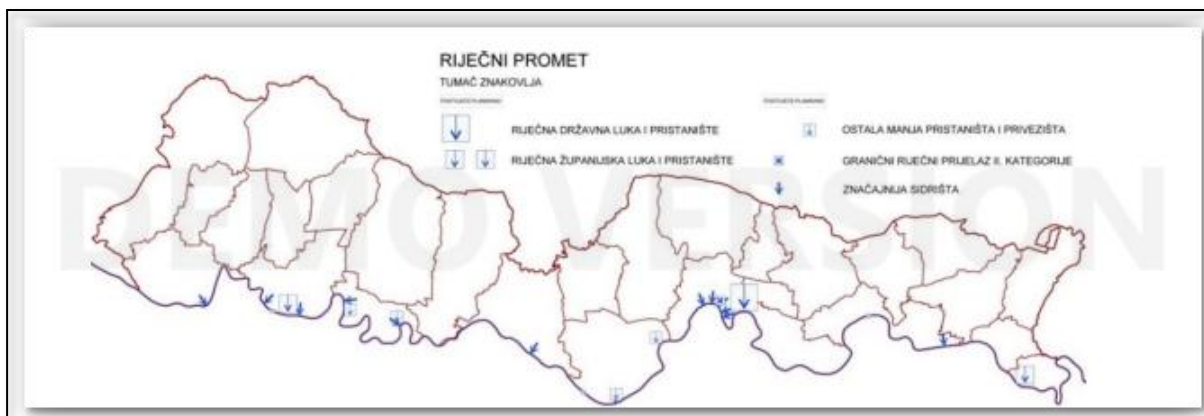 RIJEČNI PROMET
TUMAČ ZNAKOVLJA
RIJEČNA DRŽAVNA LUKA I PRISTANIŠTE
RIJEČNA ŽUPANIJSKA LUKA I PRISTANIŠTE
OSTALA MANJA PRISTANIŠTA I PRIVEZIŠTA
GRANIČNI RIJEČNI PRIJELAZ II. KATEGORIJE
ZNAČAJNIJA SIDRIŠTA
DEMO VERSION